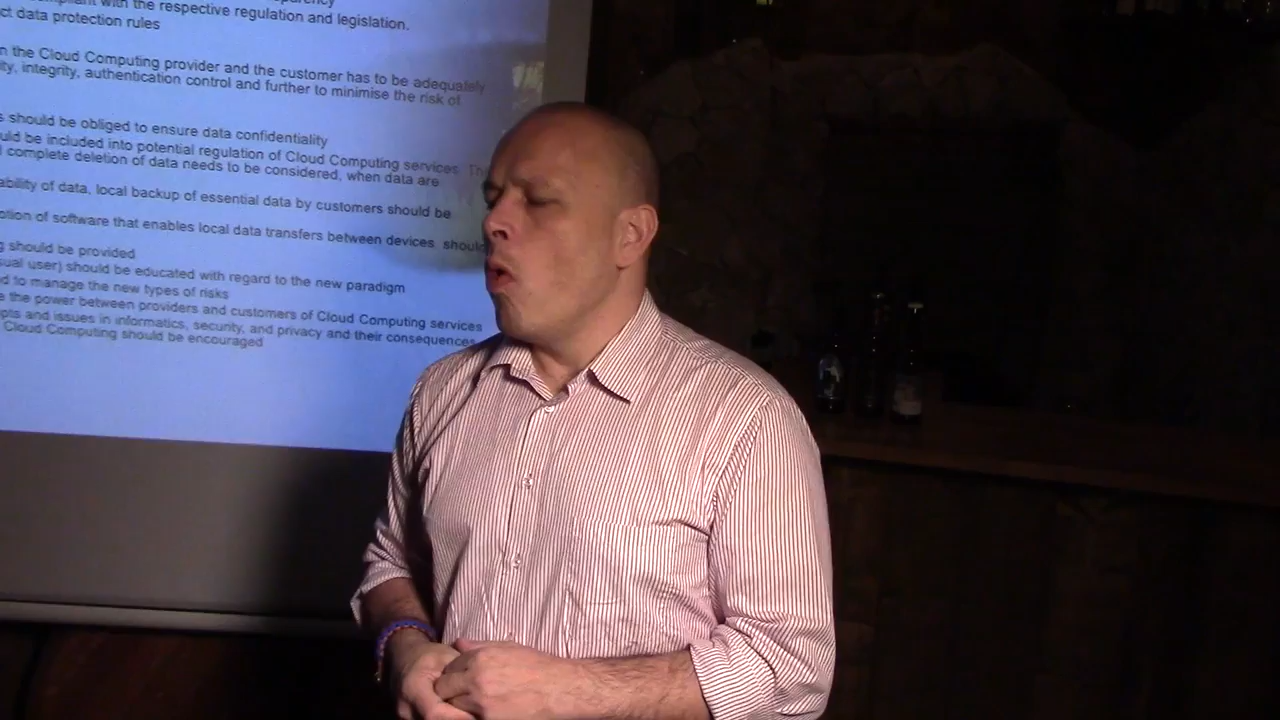 with the respective regulation and legislation.
ct data protection rules
n the Cloud Computing provider and the customer has to be adequately
ity, integrity, authentication control and further to minimise the risk of
s should be obliged to ensure data confidentiality
uld be included into potential regulation of Cloud Computing services. Th
l complete deletion of data needs to be considered, when data are
ability of data, local backup of essential data by customers should be
ption of software that enables local data transfers between devices, shoul
g should be provided
sual user) should be educated with regard to the new paradigm
d to manage the new types of risks
e the power between providers and customers of Cloud Computing services
pts and issues in informatics, security, and privacy and their consequences
Cloud Computing should be encouraged